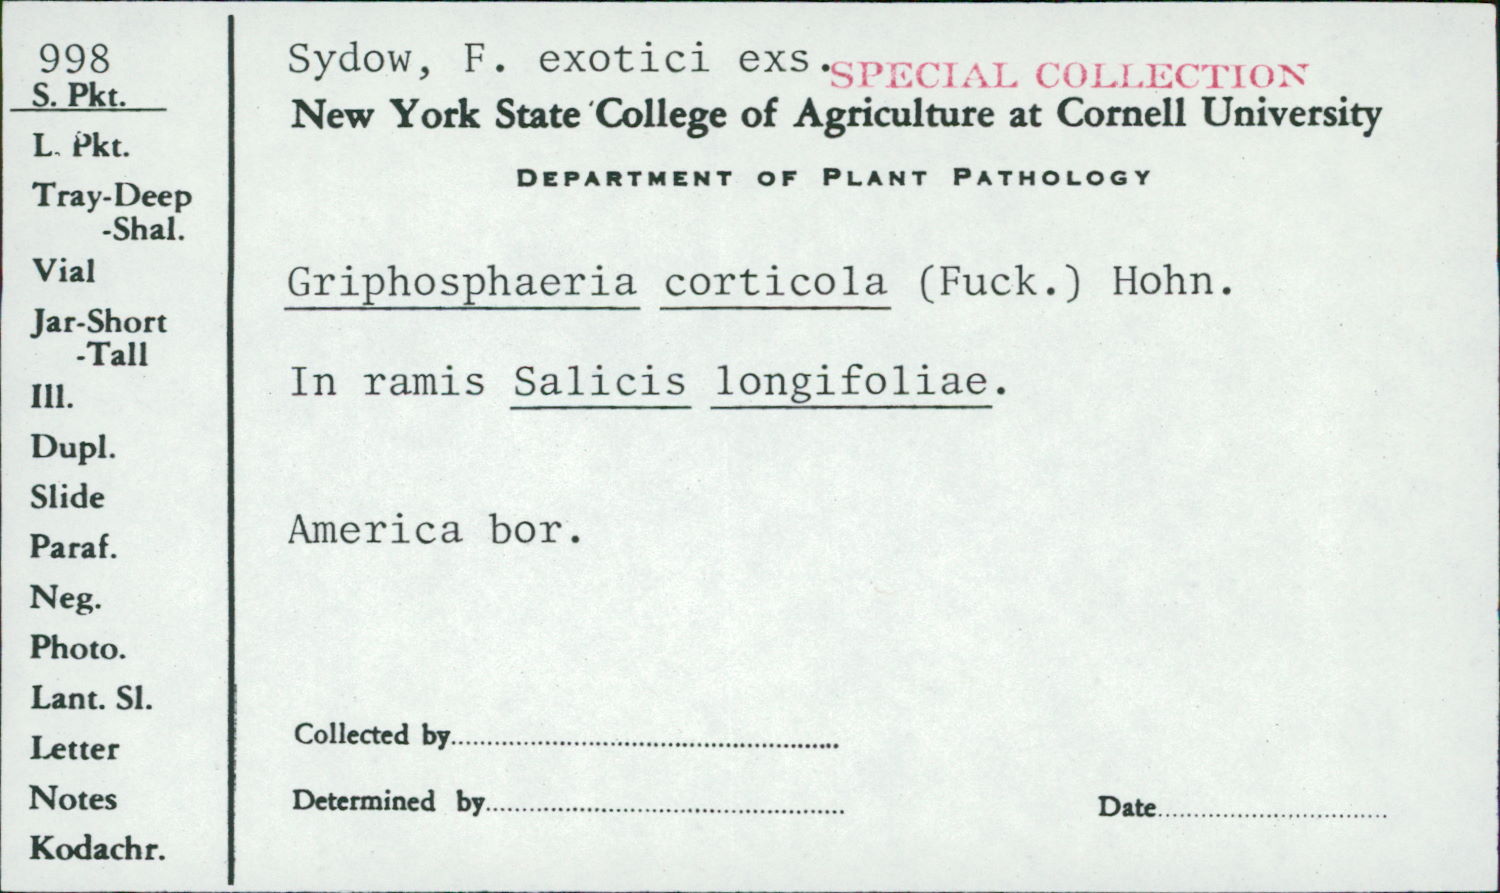 998
S. Pkt.
L. Pkt.
Tray-Deep
-Shal.
Vial
Jar-Short
-Tall
Ill.
Dupl.
Slide
Paraf.
Neg.
Photo.
Lant. Sl.
Letter
Notes
Kodachr.
Sydow, F. exotici exs.
SPECIAL COLLECTION
New York State College of Agriculture at Cornell University
DEPARTMENT OF PLANT PATHOLOGY
Griphosphaeria corticola (Fuck.) Hohn.
In ramis Salicis longifoliae.
America bor.
Collected by
Determined by
Date